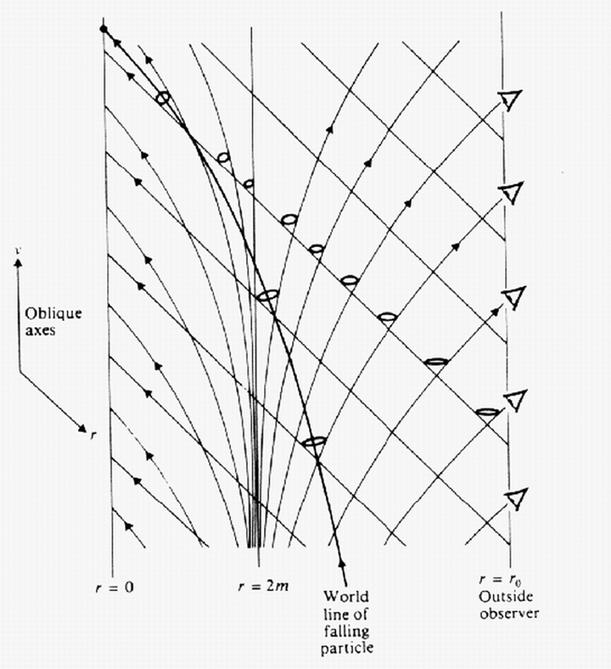 v
Oblique
axes
r
r = 0
r = 2m
World
line of
falling
particle
r = r₀
Outside
observer